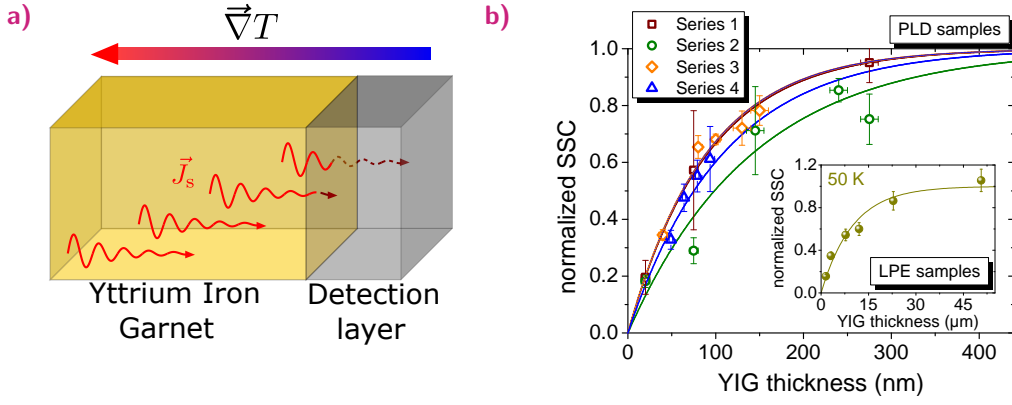 a)
∇⃗T
J⃗s
Yttrium Iron
Garnet
Detection
layer
b)
Series 1
Series 2
Series 3
Series 4
PLD samples
normalized SSC
1.0
0.8
0.6
0.4
0.2
0.0
0
100
200
300
400
YIG thickness (nm)
50 K
LPE samples
normalized SSC
1.2
0.8
0.4
0.0
0
15
30
45
YIG thickness (µm)